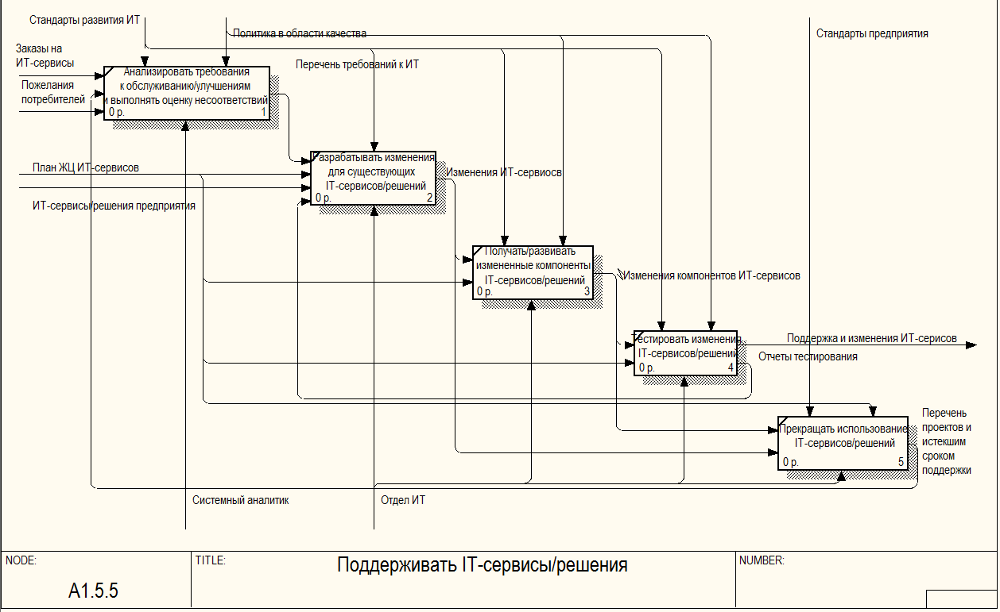 Стандарты развития ИТ
Политика в области качества
Стандарты предприятия
Заказы на
ИТ-сервисы
Перечень требований к ИТ
Пожелания
потребителей
Анализировать требования
к обслуживанию/улучшениям
и выполнять оценку несоответствий
0 р.
1
План ЖЦ ИТ-сервисов
ИТ-сервисы/решения предприятия
Разрабатывать изменения
для существующих
IT-сервисов/решений
0 р.
2
Изменения ИТ-сервиосв
Получать/развивать
измененные компоненты
IT-сервисов/решений
0 р.
3
Изменения компонентов ИТ-сервисов
Тестировать изменения
IT-сервисов/решений
0 р.
4
Поддержка и изменения ИТ-серисов
Отчеты тестирования
Прекращать использование
IT-сервисов/решений
0 р.
5
Перечень
проектов и
истекшим
сроком
поддержки
Системный аналитик
Отдел ИТ
NODE:
A1.5.5
TITLE:
Поддерживать IT-сервисы/решения
NUMBER: